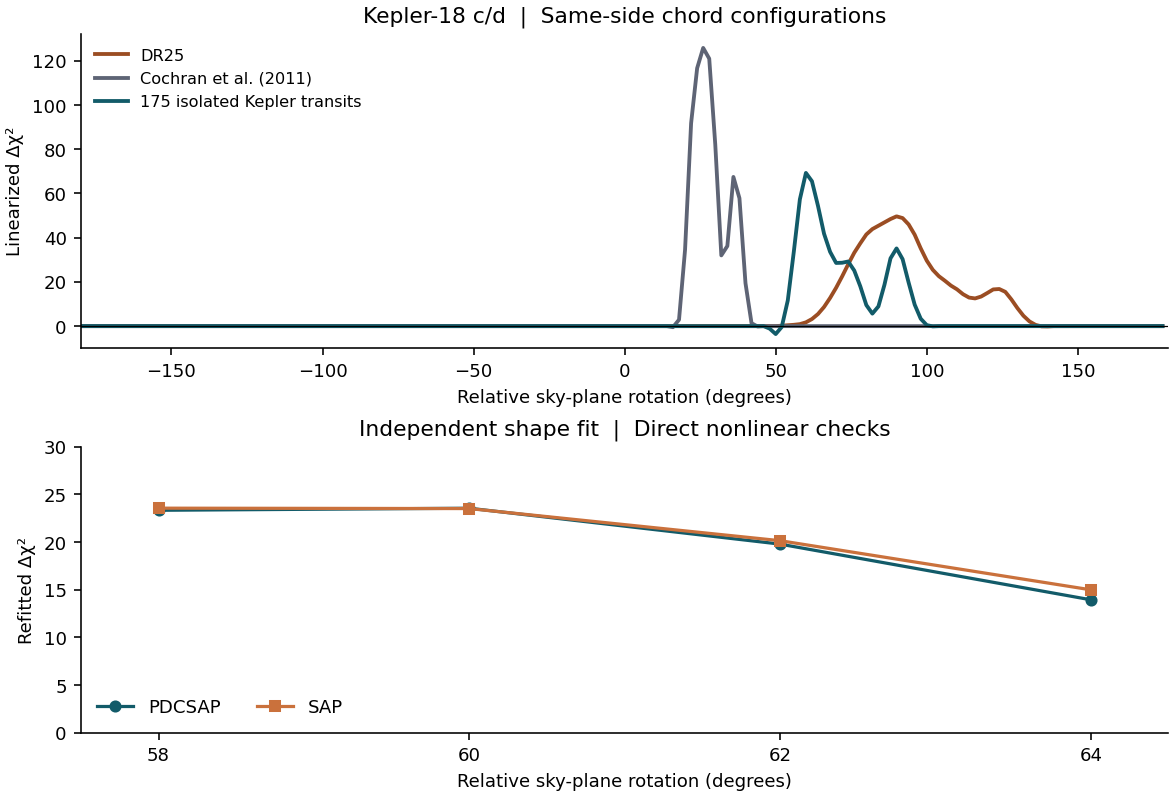 Kepler-18 c/d | Same-side chord configurations
DR25
Cochran et al. (2011)
175 isolated Kepler transits
Linearized Δχ²
120
100
80
60
40
20
0
−150
−100
−50
0
50
100
150
Relative sky-plane rotation (degrees)
Independent shape fit | Direct nonlinear checks
Refitted Δχ²
30
25
20
15
10
5
0
PDCSAP
SAP
58
60
62
64
Relative sky-plane rotation (degrees)